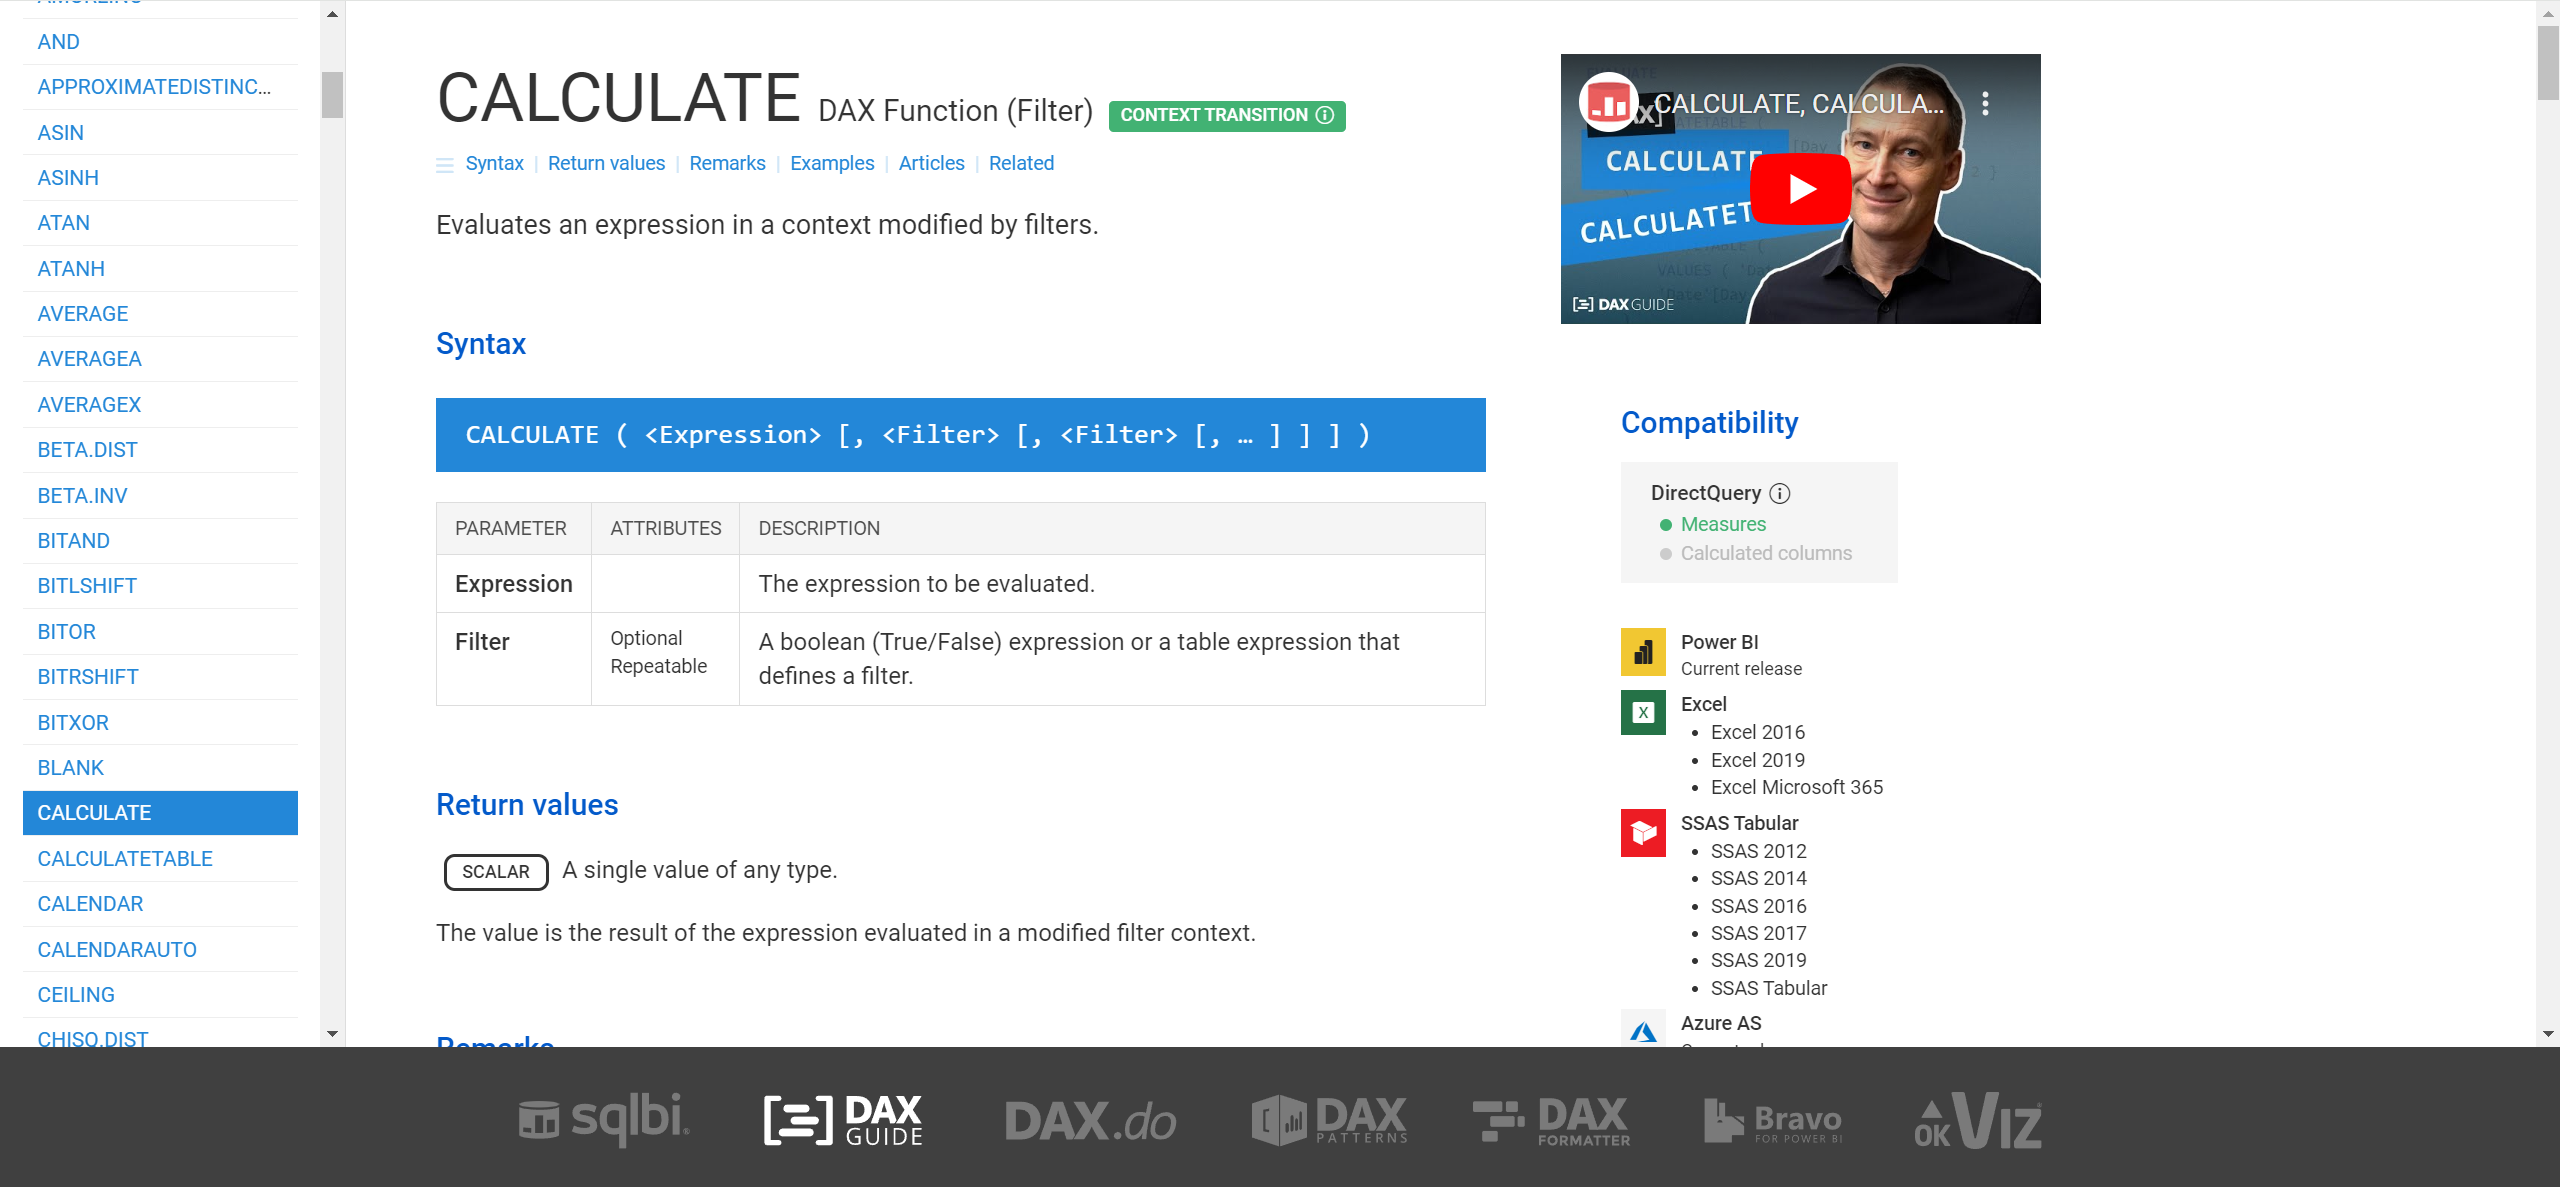 AND
APPROXIMATEDISTINC...
ASIN
ASINH
ATAN
ATANH
AVERAGE
AVERAGEA
AVERAGEX
BETA.DIST
BETA.INV
BITAND
BITLSHIFT
BITOR
BITRSHIFT
BITXOR
BLANK
CALCULATE
CALCULATETABLE
CALENDAR
CALENDARAUTO
CEILING
CHISQ.DIST
CALCULATE DAX Function (Filter) CONTEXT TRANSITION
Syntax | Return values | Remarks | Examples | Articles | Related
Evaluates an expression in a context modified by filters.
Syntax
CALCULATE ( <Expression> [, <Filter> [, <Filter> [, … ] ] ] )
PARAMETER ATTRIBUTES DESCRIPTION
Expression The expression to be evaluated.
Filter Optional Repeatable A boolean (True/False) expression or a table expression that
defines a filter.
Return values
SCALAR A single value of any type.
The value is the result of the expression evaluated in a modified filter context.
Remarks
CALCULATE, CALCULA...
CALCULATE
CALCULATET
DAX GUIDE
Compatibility
DirectQuery
Measures
Calculated columns
Power BI
Current release
Excel
Excel 2016
Excel 2019
Excel Microsoft 365
SSAS Tabular
SSAS 2012
SSAS 2014
SSAS 2016
SSAS 2017
SSAS 2019
SSAS Tabular
Azure AS
sqlbi
DAX GUIDE
DAX.do
DAX PATTERNS
DAX FORMATTER
Bravo FOR POWER BI
OK VIZ